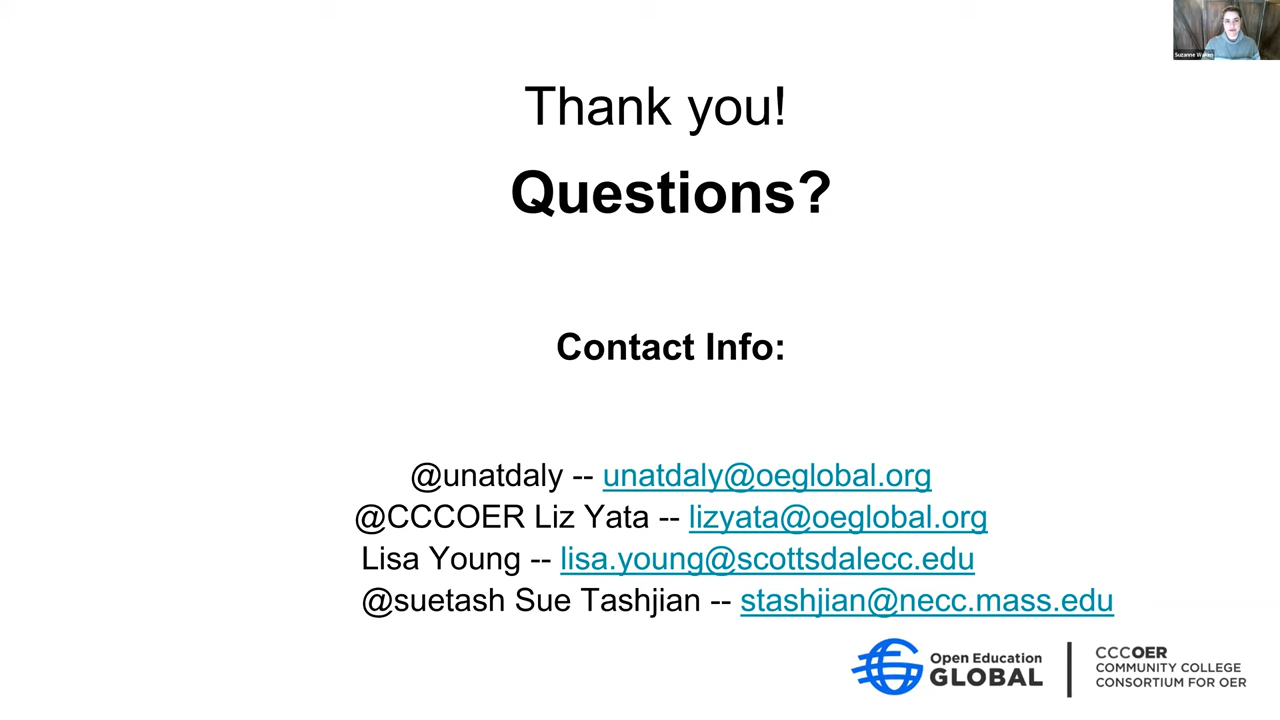 Thank you!
Questions?
Contact Info:
@unatdaly -- unatdaly@oeglobal.org
@CCCOER Liz Yata -- lizyata@oeglobal.org
Lisa Young -- lisa.young@scottsdalecc.edu
@suetash Sue Tashjian -- stashjian@necc.mass.edu
Open Education
GLOBAL
CCCOER
COMMUNITY COLLEGE
CONSORTIUM FOR OER
Suzanne